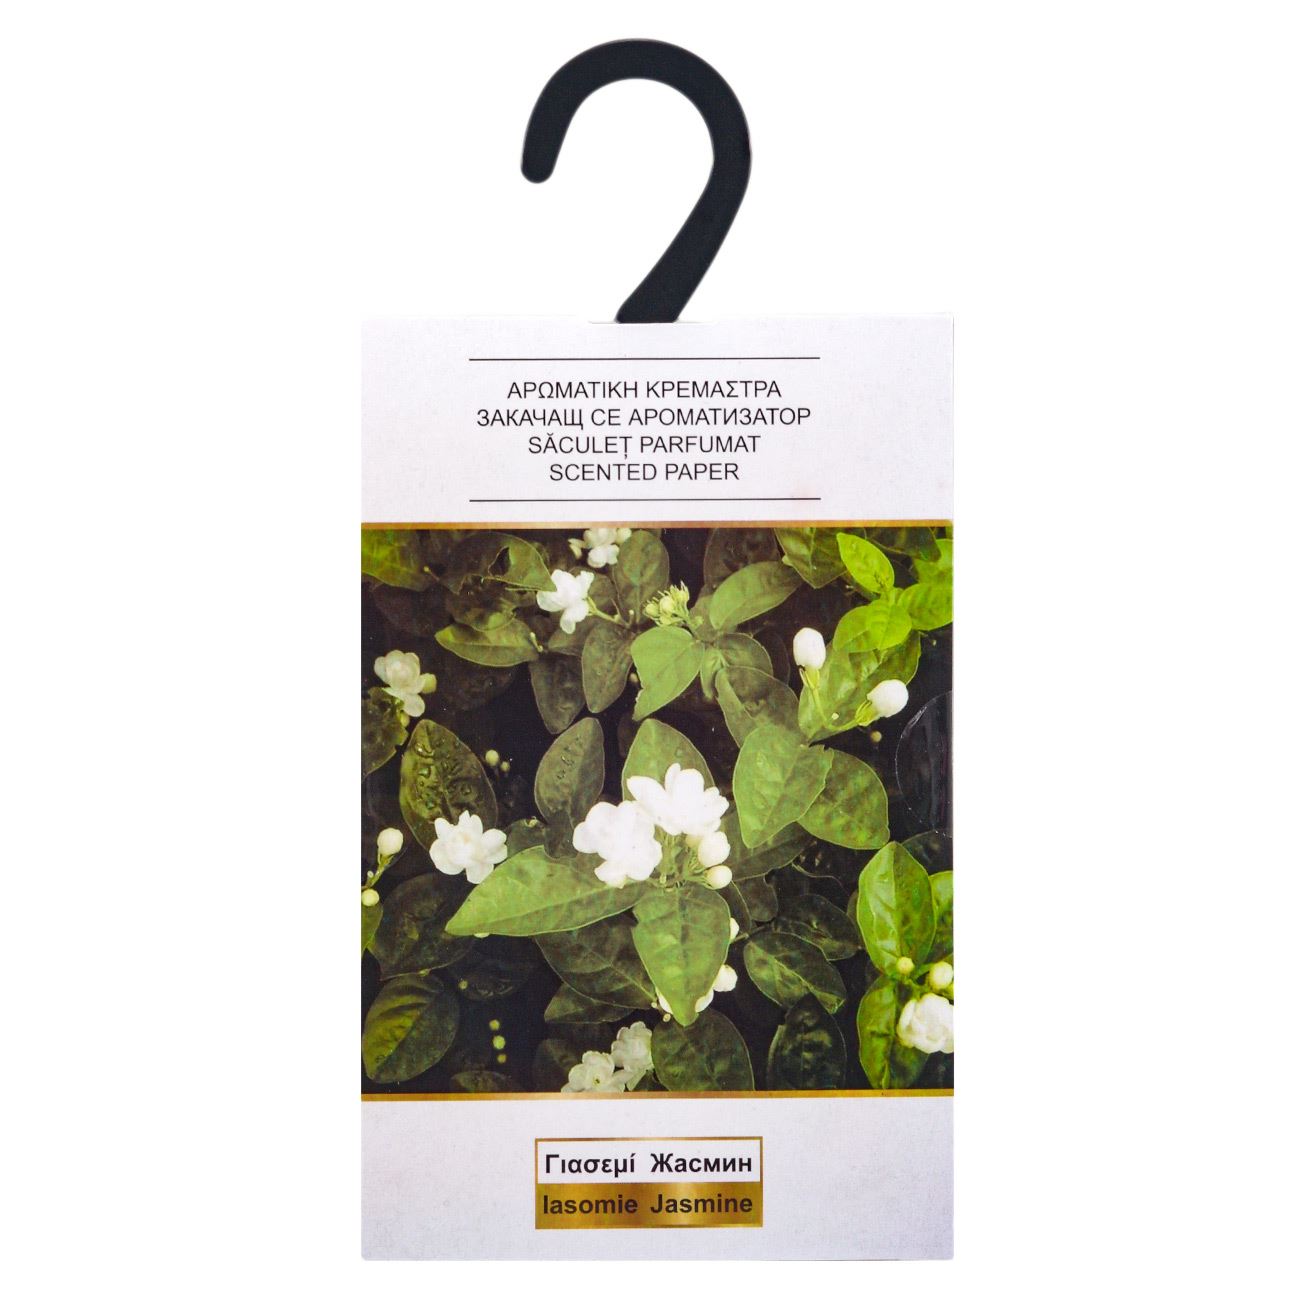 ΑΡΩΜΑΤΙΚΗ ΚΡΕΜΑΣΤΡΑ
ЗАКАЧАЩ СЕ АРОМАТИЗАТОР
SĂCULEȚ PARFUMAT
SCENTED PAPER
Γιασεμί Жасмин
Iasomie Jasmine